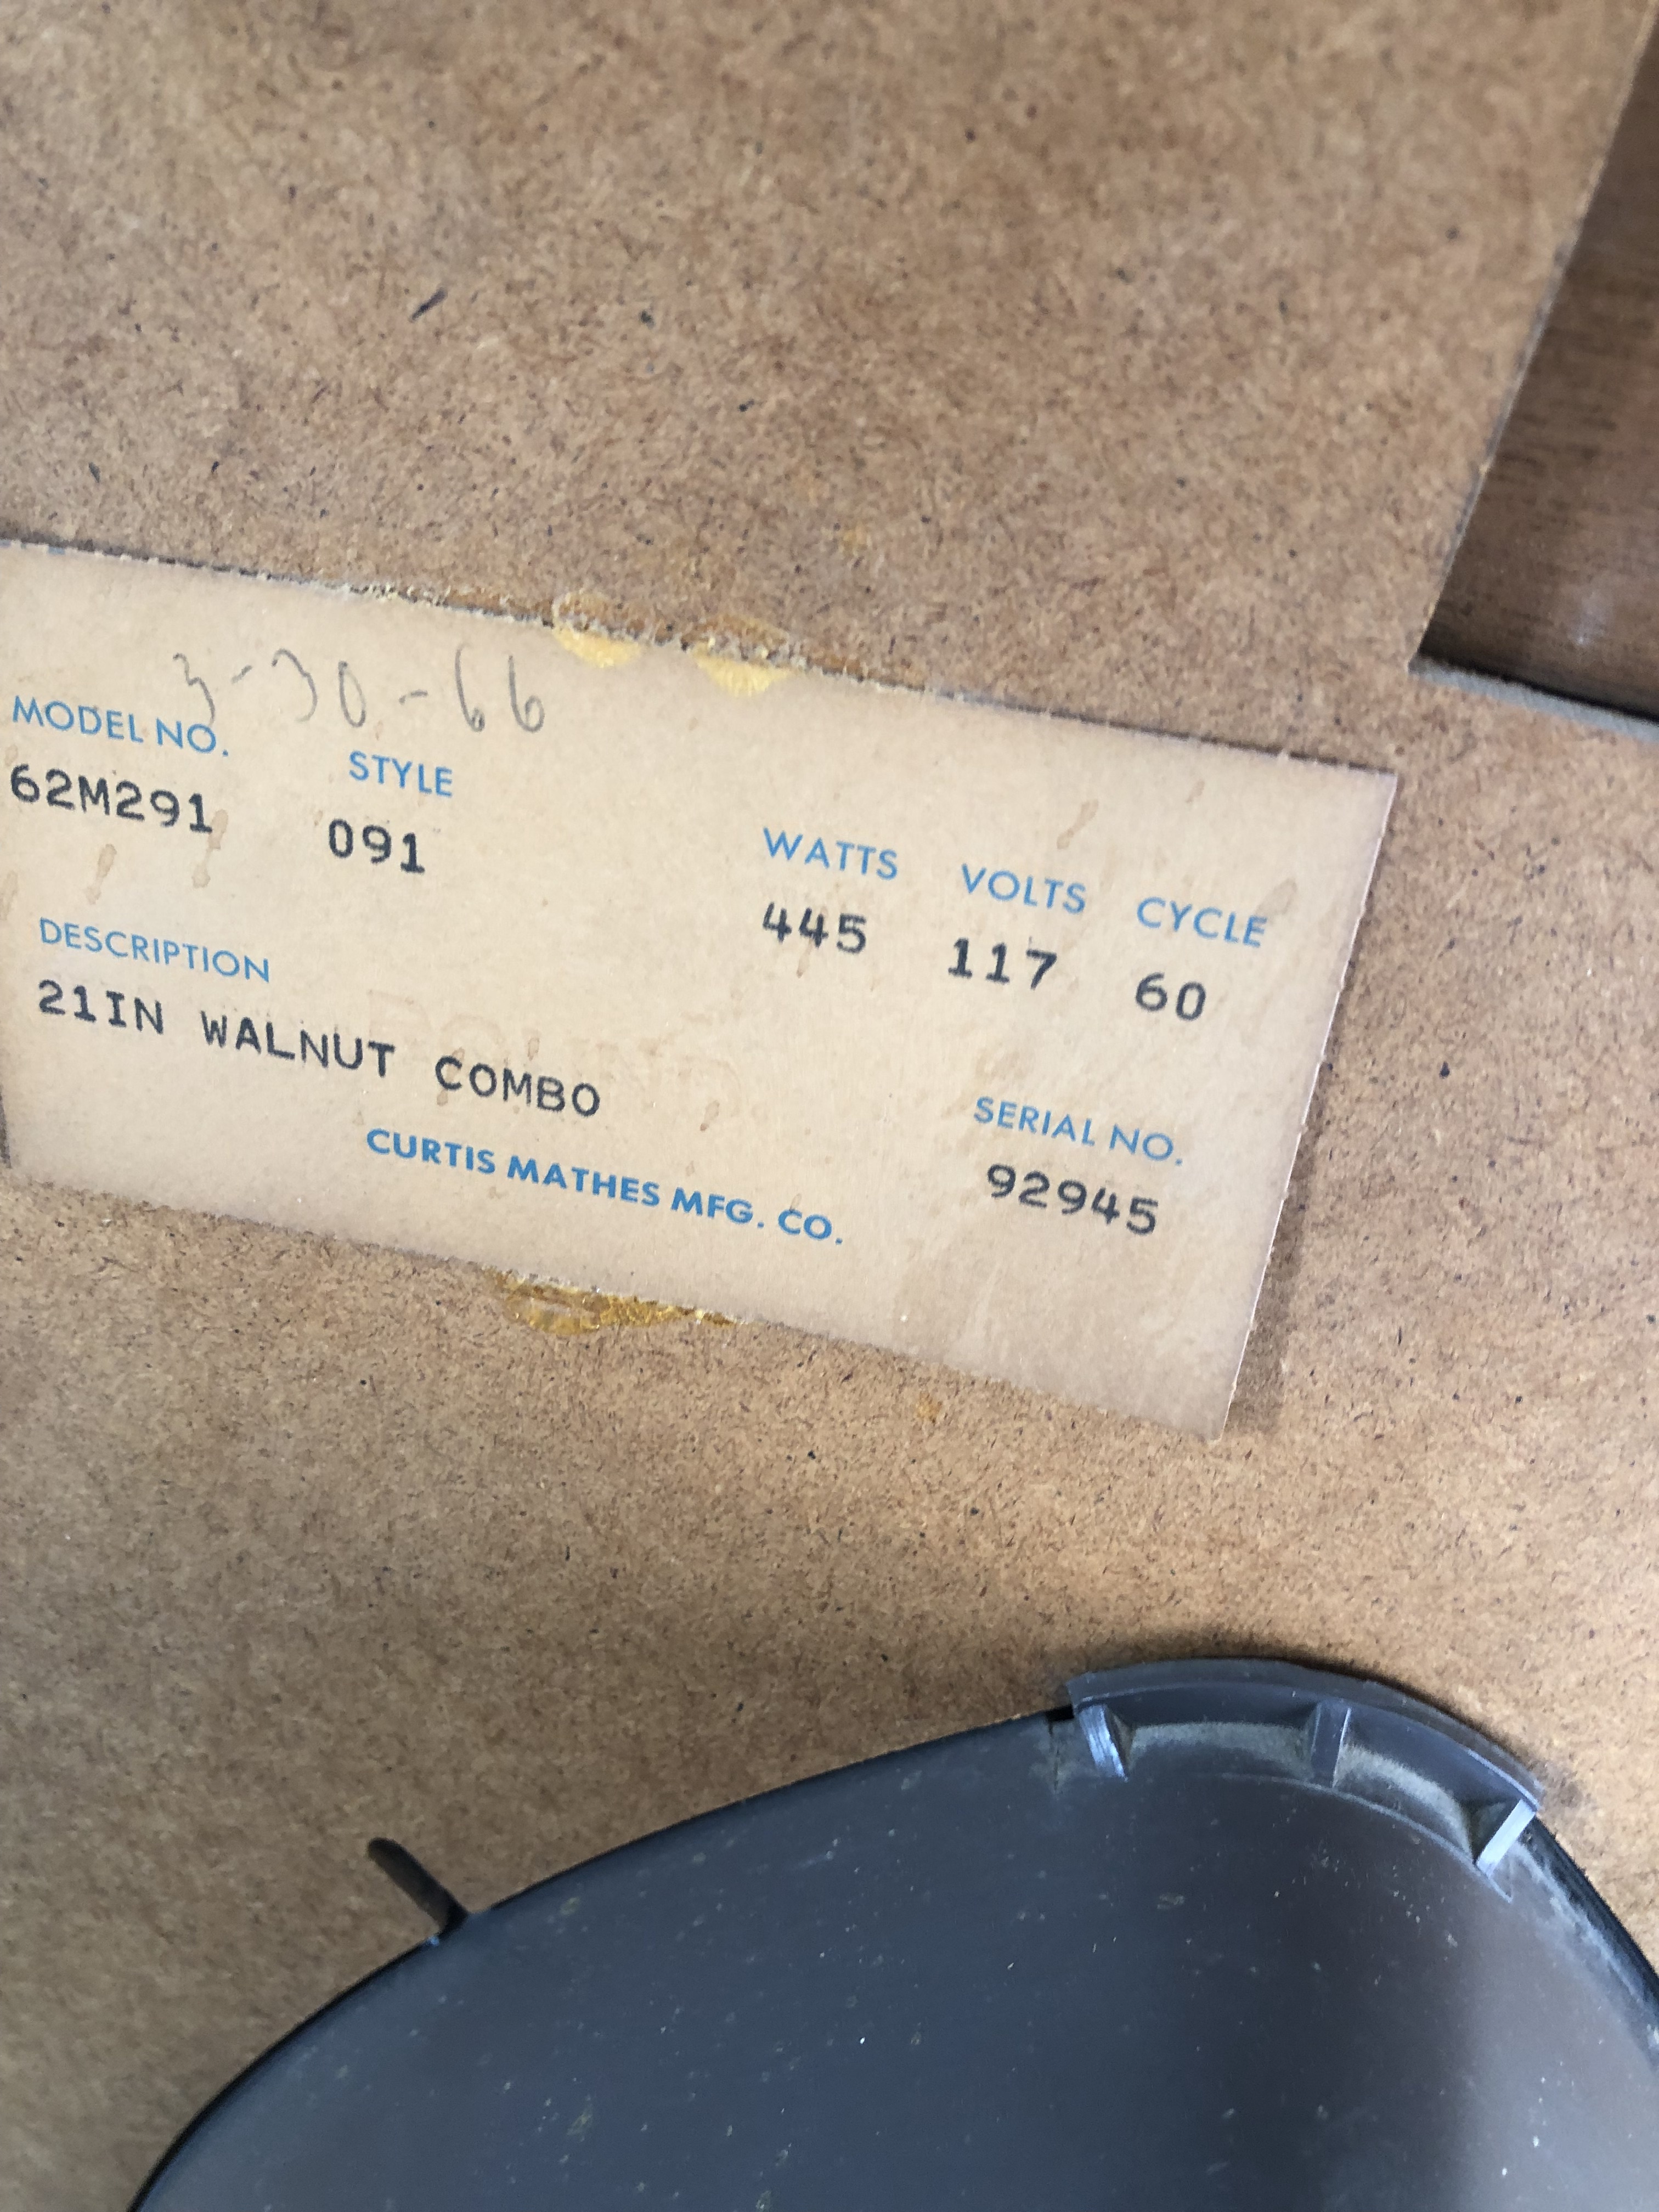 3-30-66
MODEL NO. STYLE
62M291 091
WATTS VOLTS CYCLE
445 117 60
DESCRIPTION
21IN WALNUT COMBO
SERIAL NO.
92945
CURTIS MATHES MFG. CO.